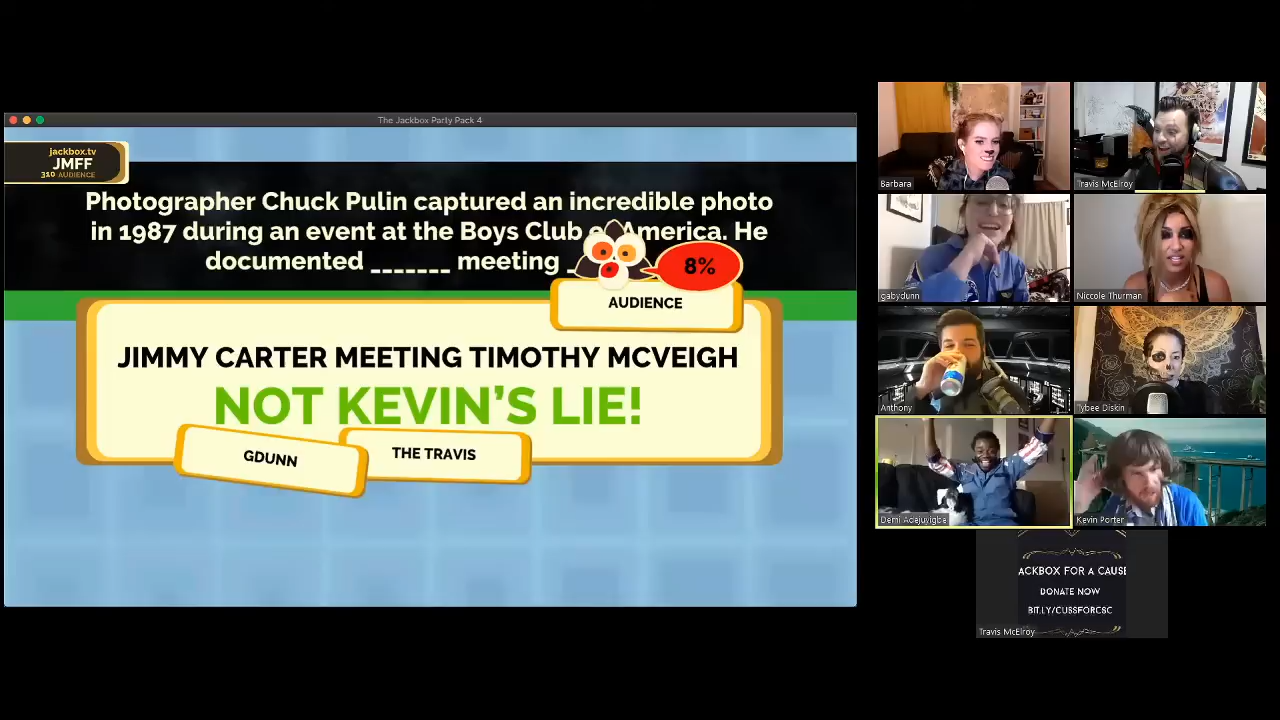 The Jackbox Party Pack 4
jackbox.tv
JMFF
310 AUDIENCE
Photographer Chuck Pulin captured an incredible photo
in 1987 during an event at the Boys Club America. He
documented _______ meeting
8%
AUDIENCE
JIMMY CARTER MEETING TIMOTHY MCVEIGH
NOT KEVIN'S LIE!
GDUNN
THE TRAVIS
Barbara
Travis McElroy
gabydunn
Niccole Thurman
Anthony
Tybee Diskin
Demi Adejuyigbe
Kevin Porter
ACKBOX FOR A CAUSE
DONATE NOW
BIT.LY/CUSSFORCSC
Travis McElroy